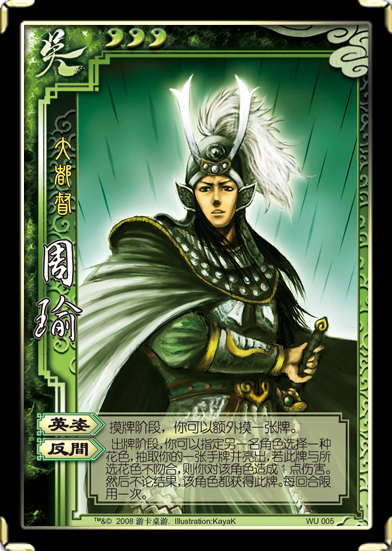 吴
大都督
周瑜
英姿
摸牌阶段，你可以额外摸一张牌。
反間
出牌阶段，你可以指定另一名角色选择一种
花色，抽取你的一张手牌并亮出，若此牌与所
选花色不吻合，则你对该角色造成１点伤害。
然后不论结果，该角色都获得此牌。每回合限
用一次。
™&© 2008 游卡桌游. Illustration:KayaK
WU 005